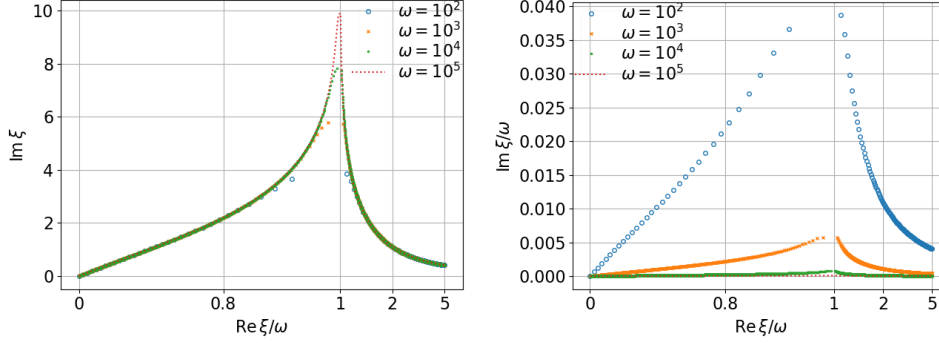 10
8
6
4
2
0
Im ξ
ω = 10²
ω = 10³
ω = 10⁴
ω = 10⁵
0
0.8
1
2
5
Re ξ/ω
0.040
0.035
0.030
0.025
0.020
0.015
0.010
0.005
0.000
Im ξ/ω
ω = 10²
ω = 10³
ω = 10⁴
ω = 10⁵
0
0.8
1
2
5
Re ξ/ω